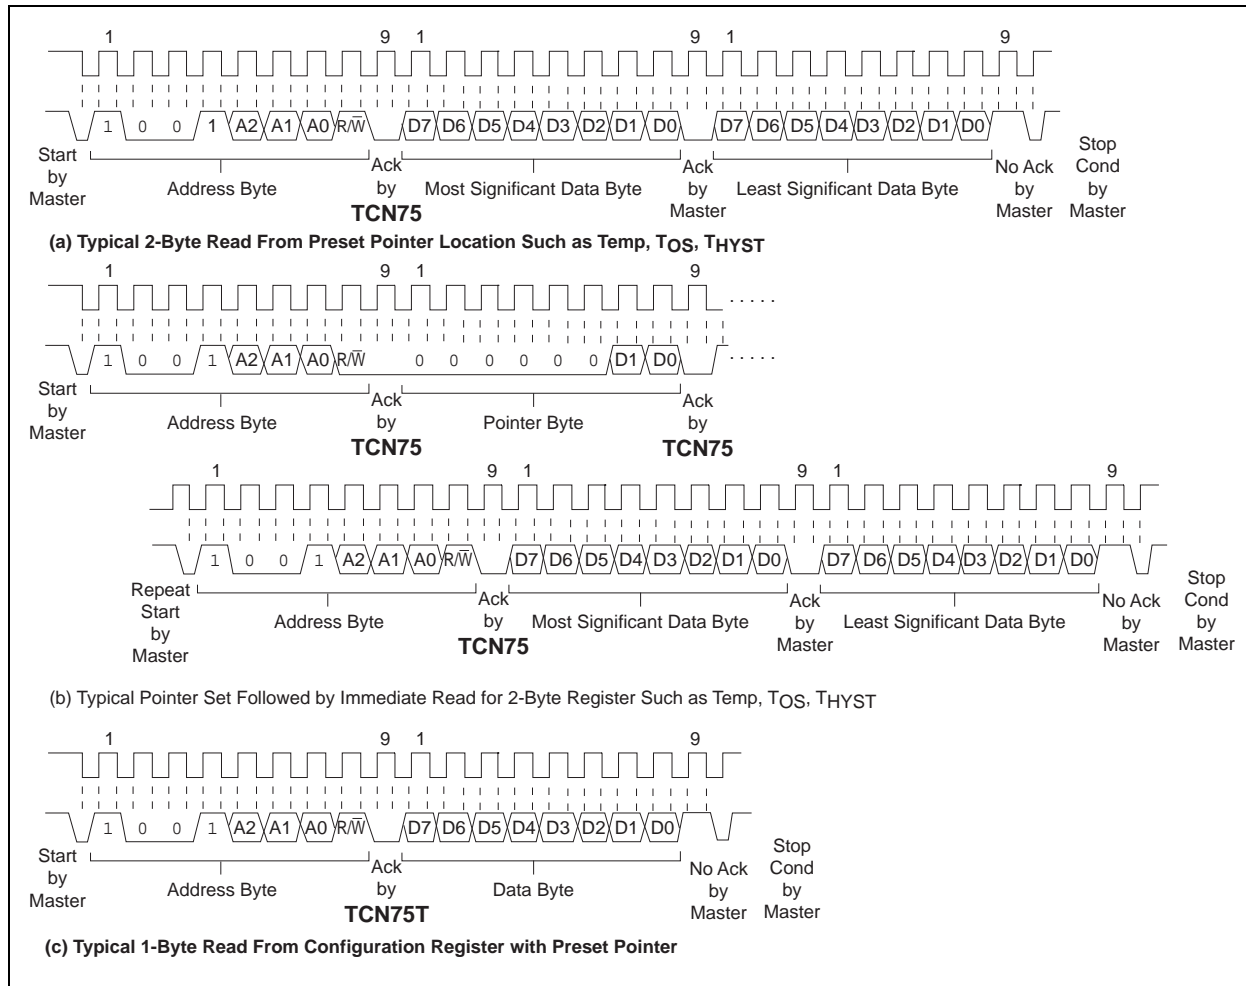 1 9 1 9 1 9
1 0 0 1 A2 A1 A0 R/W̅ D7 D6 D5 D4 D3 D2 D1 D0 D7 D6 D5 D4 D3 D2 D1 D0
Start by Master
Address Byte
Ack by TCN75
Most Significant Data Byte
Ack by Master
Least Significant Data Byte
No Ack by Master
Stop Cond by Master
(a) Typical 2-Byte Read From Preset Pointer Location Such as Temp, TOS, THYST
1 9 1 9
.....
1 0 0 1 A2 A1 A0 R/W̅ 0 0 0 0 0 0 D1 D0
.....
Start by Master
Address Byte
Ack by TCN75
Pointer Byte
Ack by TCN75
1 9 1 9 1 9
1 0 0 1 A2 A1 A0 R/W̅ D7 D6 D5 D4 D3 D2 D1 D0 D7 D6 D5 D4 D3 D2 D1 D0
Repeat Start by Master
Address Byte
Ack by TCN75
Most Significant Data Byte
Ack by Master
Least Significant Data Byte
No Ack by Master
Stop Cond by Master
(b) Typical Pointer Set Followed by Immediate Read for 2-Byte Register Such as Temp, TOS, THYST
1 9 1 9
1 0 0 1 A2 A1 A0 R/W̅ D7 D6 D5 D4 D3 D2 D1 D0
Start by Master
Address Byte
Ack by TCN75T
Data Byte
No Ack by Master
Stop Cond by Master
(c) Typical 1-Byte Read From Configuration Register with Preset Pointer